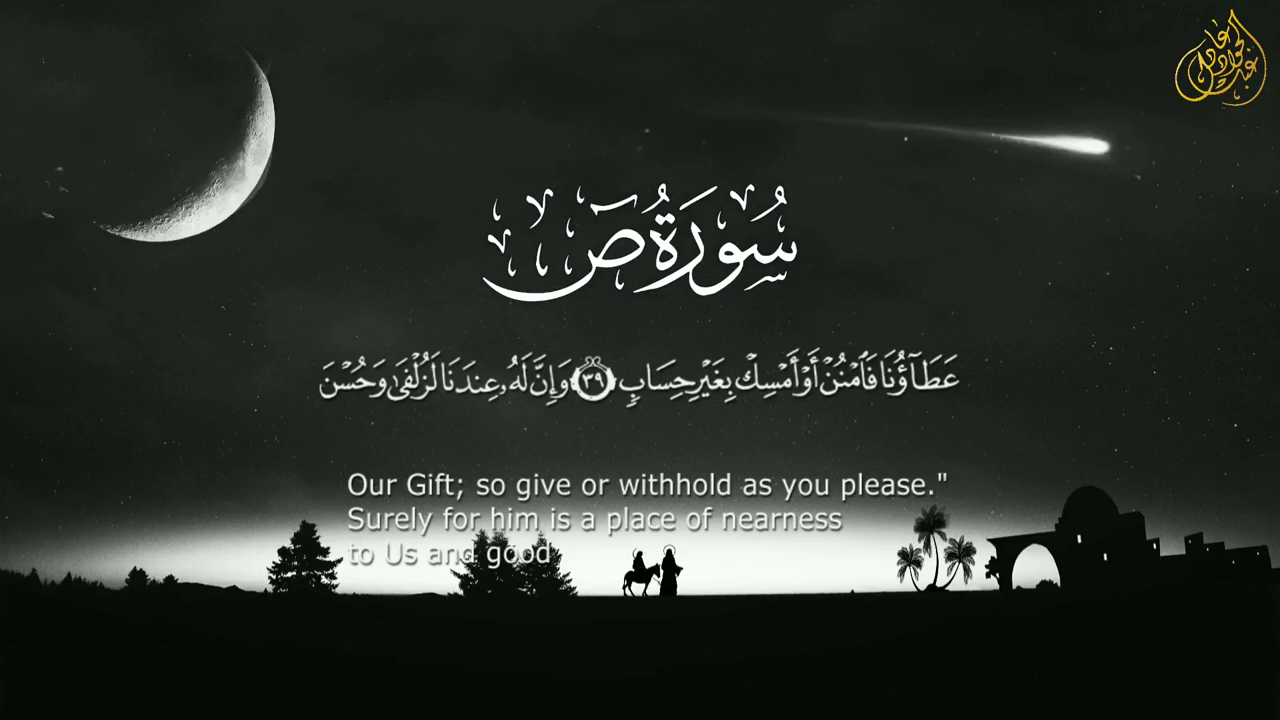 سُورَةُ صٓ
عَطَآؤُنَا فَٱمْنُنْ أَوْ أَمْسِكْ بِغَيْرِ حِسَابٍ ٣٩ وَإِنَّ لَهُۥ عِندَنَا لَزُلْفَىٰ وَحُسْنَ
Our Gift; so give or withhold as you please."
Surely for him is a place of nearness
to Us and good